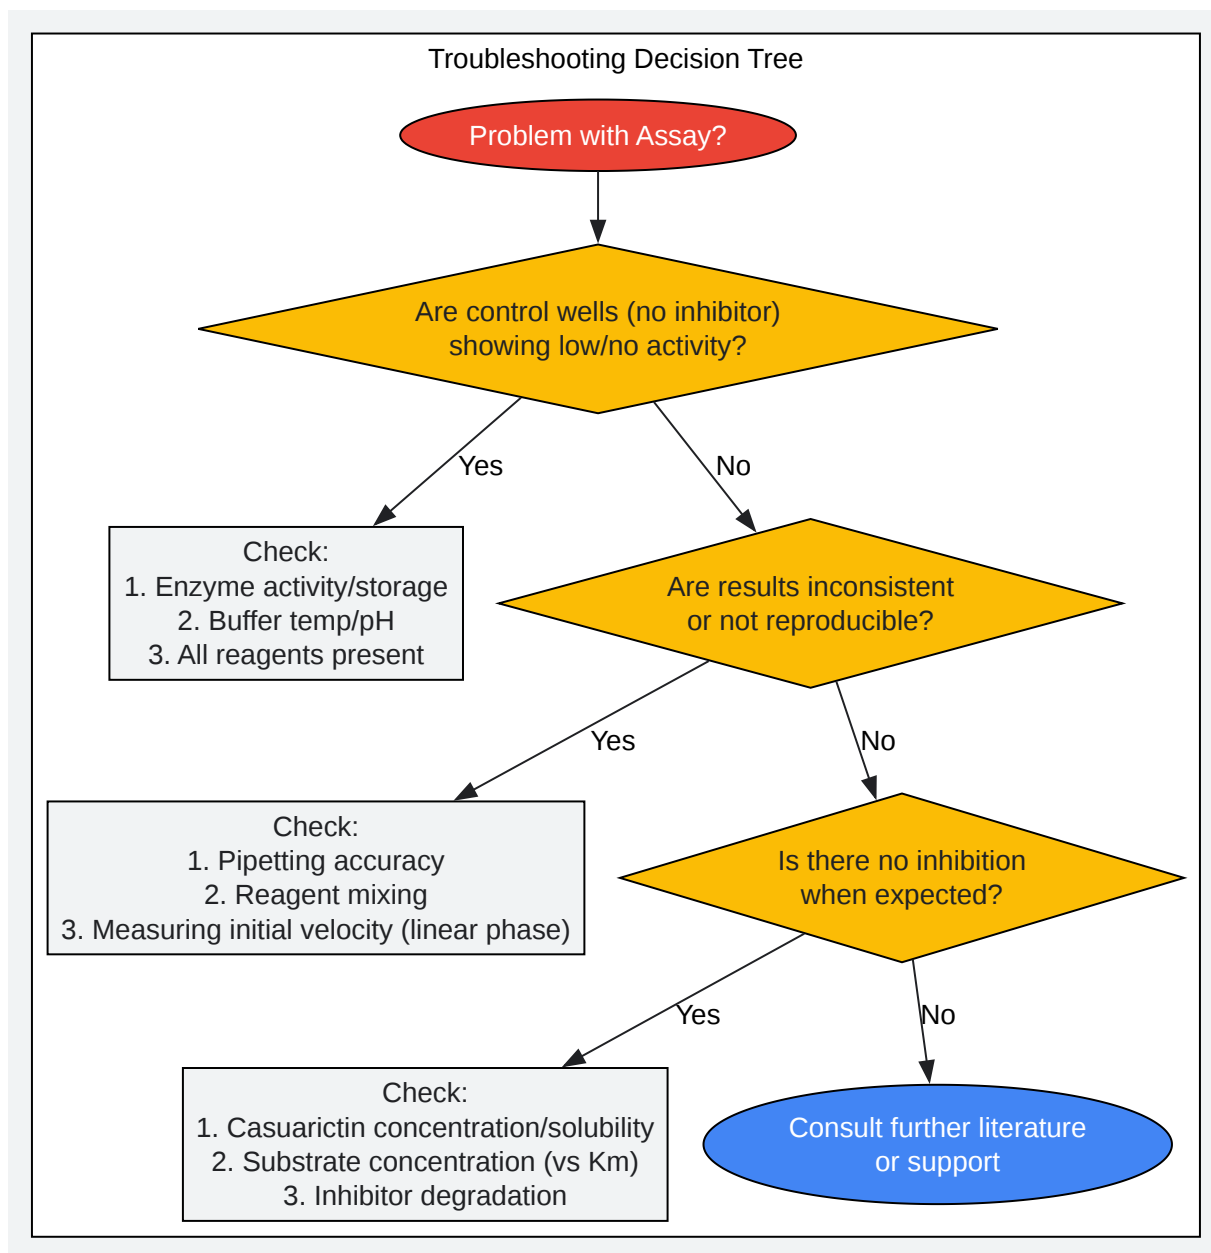 Troubleshooting Decision Tree
Problem with Assay?
Are control wells (no inhibitor)
showing low/no activity?
Yes
No
Check:
1. Enzyme activity/storage
2. Buffer temp/pH
3. All reagents present
Are results inconsistent
or not reproducible?
Yes
No
Check:
1. Pipetting accuracy
2. Reagent mixing
3. Measuring initial velocity (linear phase)
Is there no inhibition
when expected?
Yes
No
Check:
1. Casuarictin concentration/solubility
2. Substrate concentration (vs Km)
3. Inhibitor degradation
Consult further literature
or support